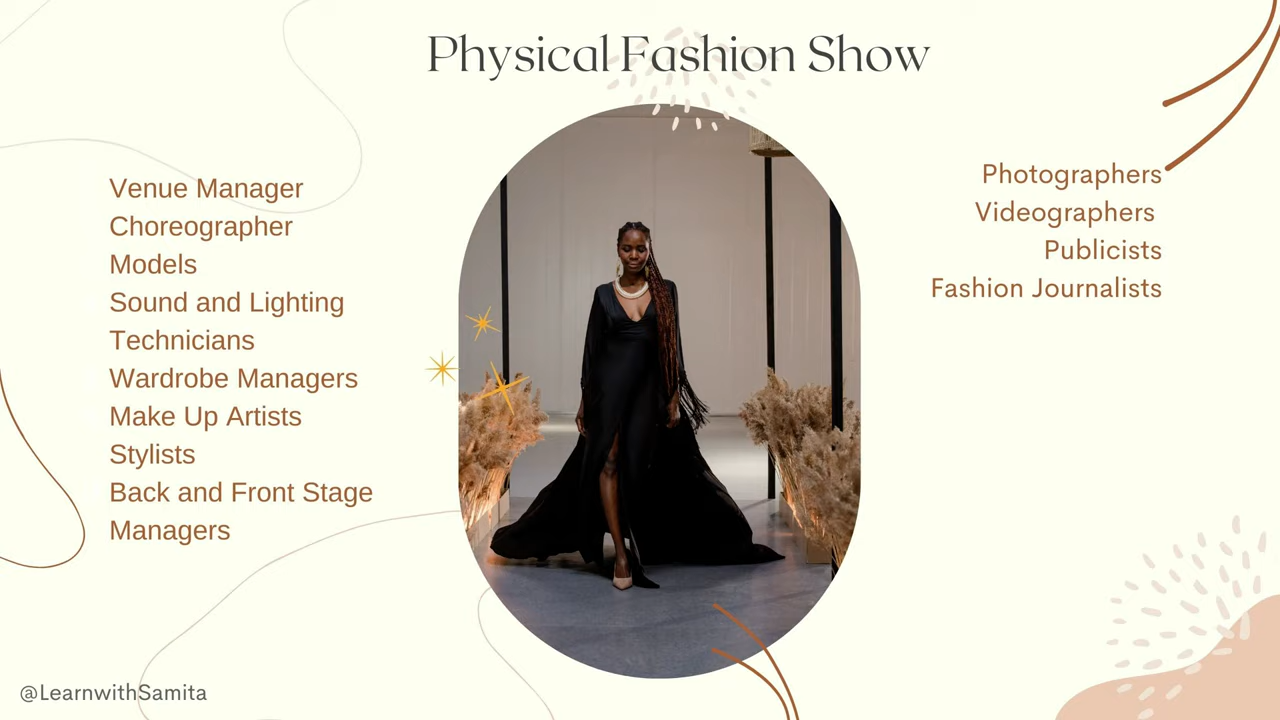 Physical Fashion Show
Venue Manager
Choreographer
Models
Sound and Lighting
Technicians
Wardrobe Managers
Make Up Artists
Stylists
Back and Front Stage
Managers
Photographers
Videographers
Publicists
Fashion Journalists
@LearnwithSamita